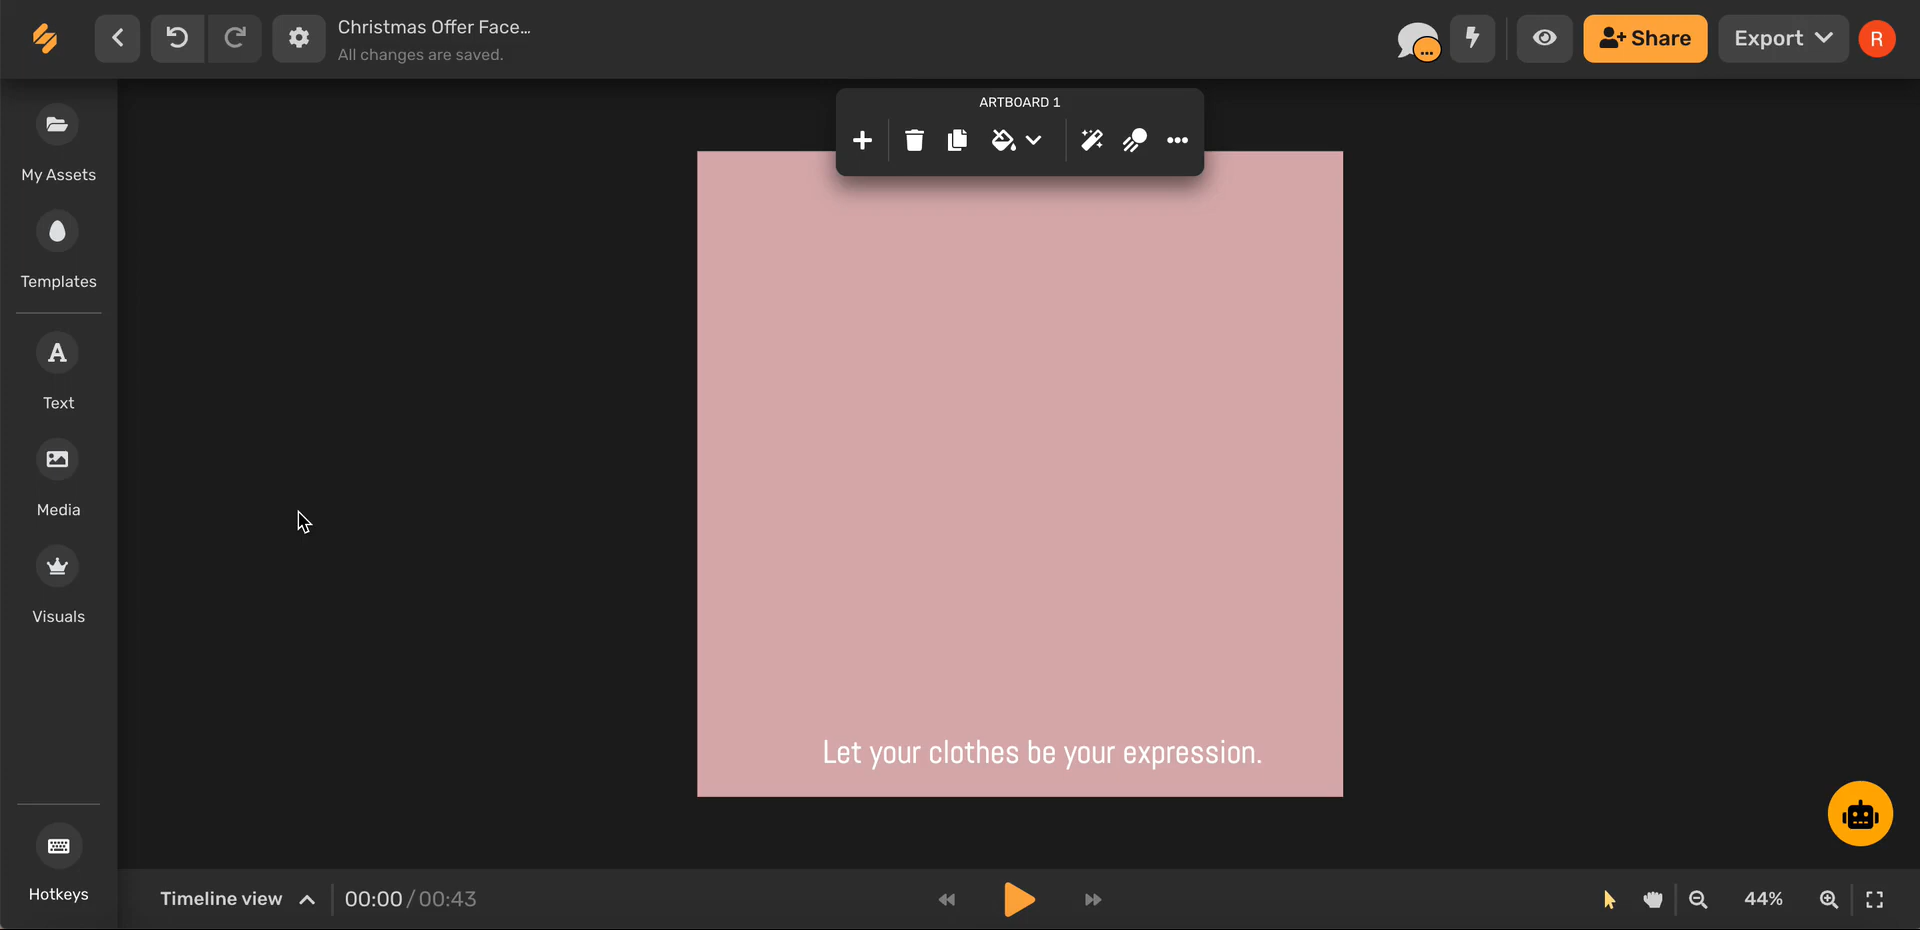 Christmas Offer Face...
All changes are saved.
Share
Export
R
ARTBOARD 1
My Assets
Templates
A
Text
Media
Visuals
Hotkeys
Let your clothes be your expression.
Timeline view
00:00 / 00:43
44%